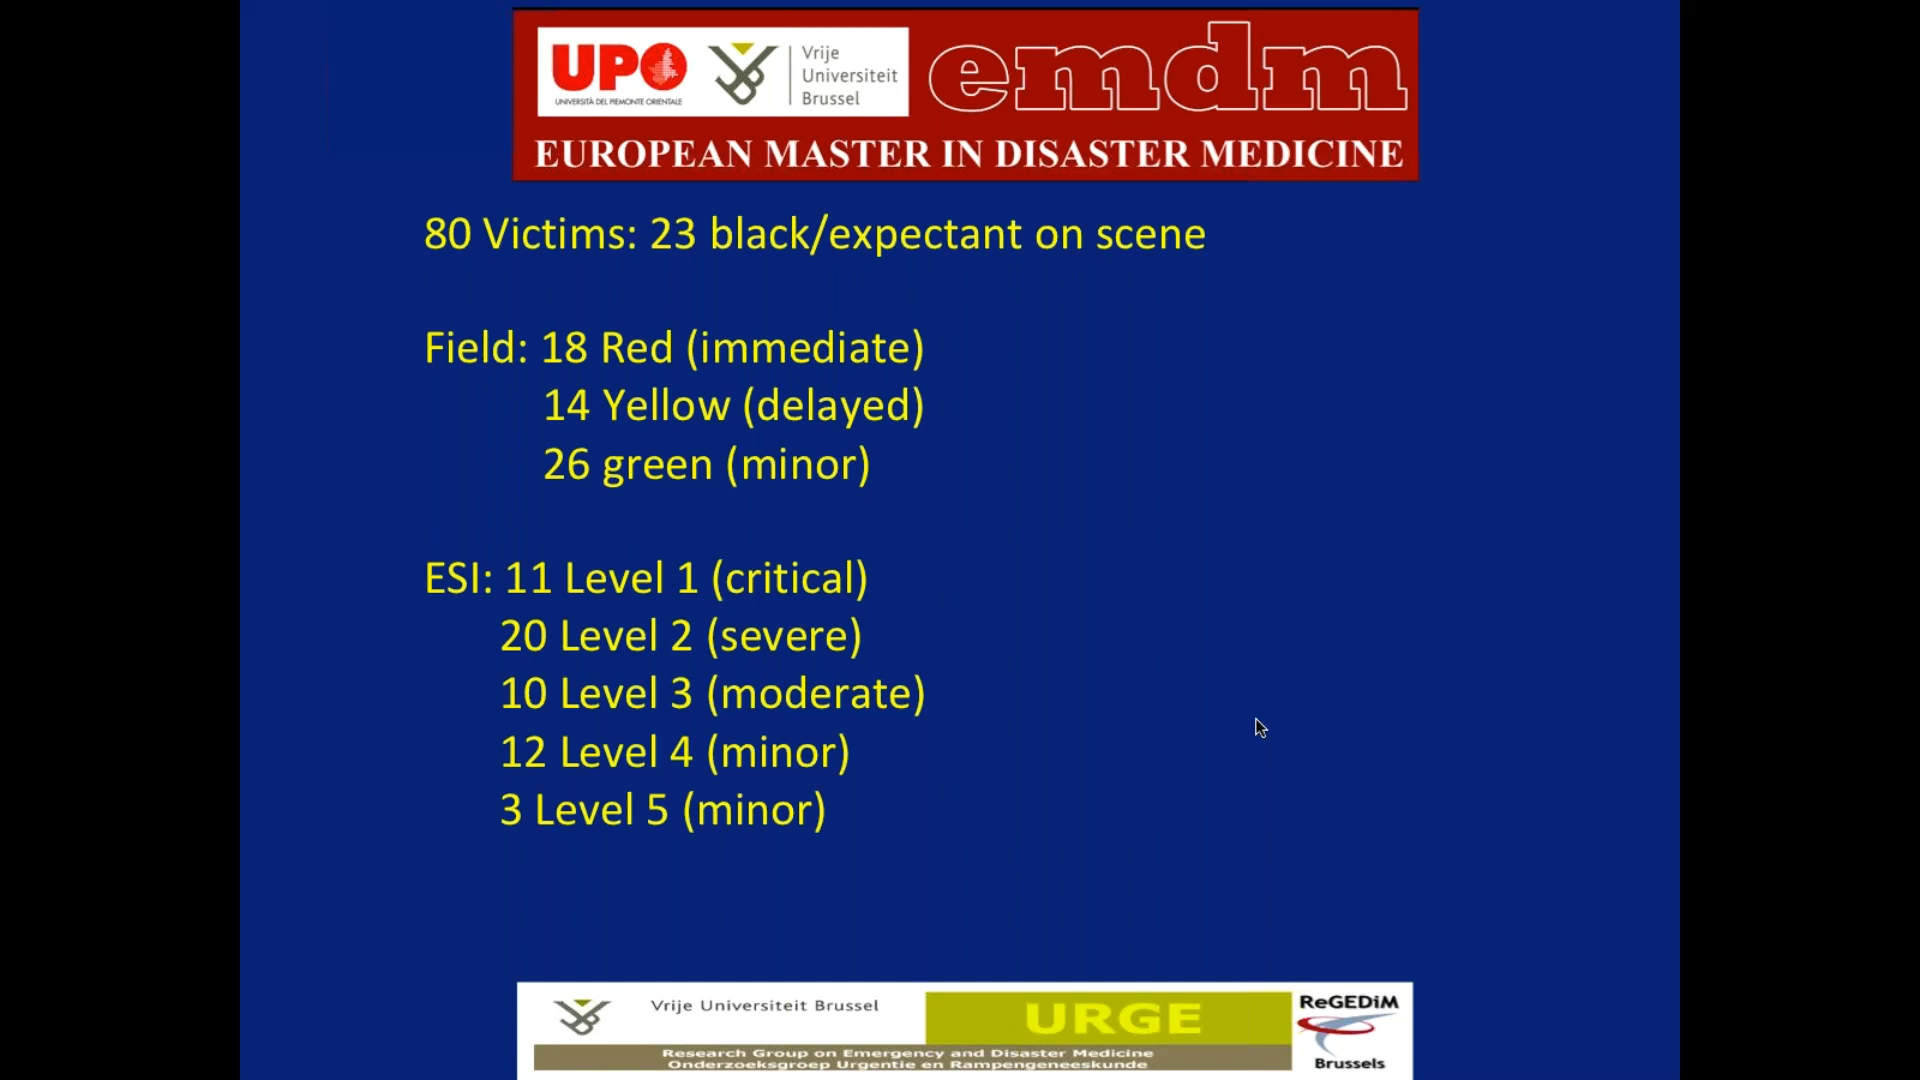 UPO
UNIVERSITÀ DEL PIEMONTE ORIENTALE
Vrije
Universiteit
Brussel
emdm
EUROPEAN MASTER IN DISASTER MEDICINE
80 Victims: 23 black/expectant on scene
Field: 18 Red (immediate)
14 Yellow (delayed)
26 green (minor)
ESI: 11 Level 1 (critical)
20 Level 2 (severe)
10 Level 3 (moderate)
12 Level 4 (minor)
3 Level 5 (minor)
Vrije Universiteit Brussel
URGE
ReGEDiM
Brussels
Research Group on Emergency and Disaster Medicine
Onderzoeksgroep Urgentie en Rampengeneeskunde